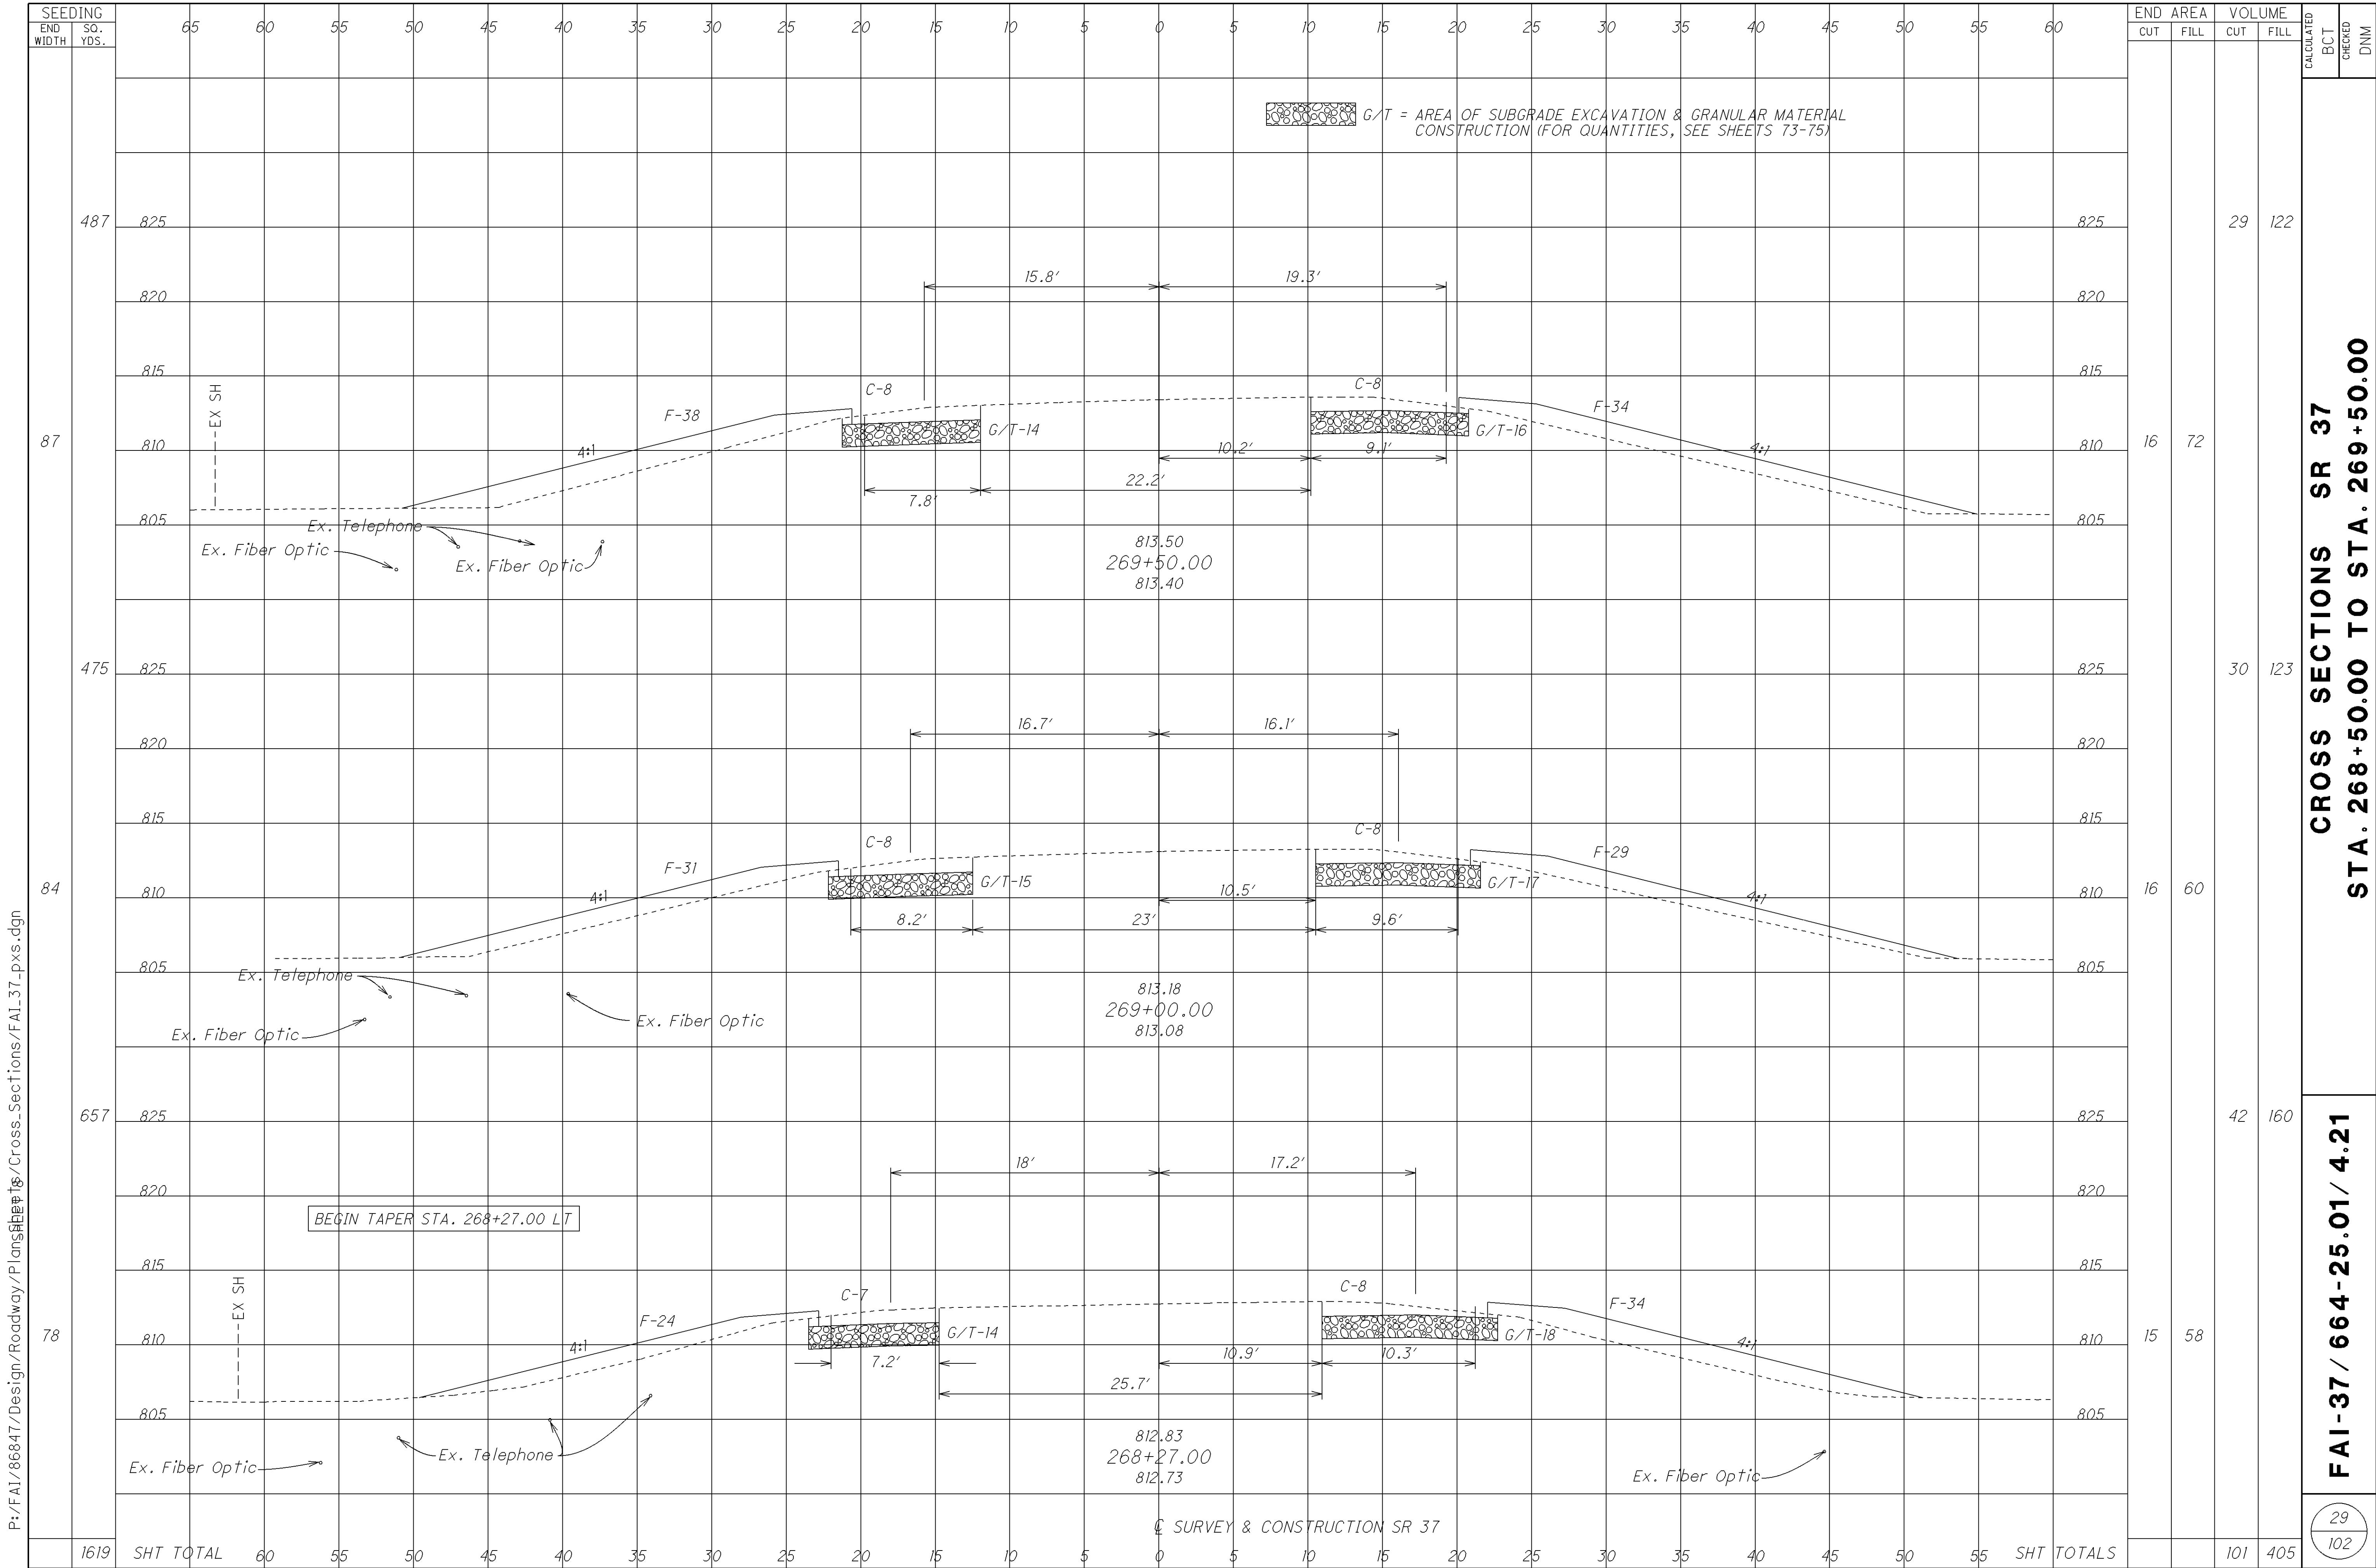 SEEDING
END WIDTH
SQ. YDS.
65 60 55 50 45 40 35 30 25 20 15 10 5 0 5 10 15 20 25 30 35 40 45 50 55 60
END AREA
VOLUME
CUT FILL CUT FILL
CALCULATED
BCT
CHECKED
DNM
G/T = AREA OF SUBGRADE EXCAVATION & GRANULAR MATERIAL
CONSTRUCTION (FOR QUANTITIES, SEE SHEETS 73-75)
487 825 825 29 122
15.8' 19.3'
820 820
815 815
EX SH
C-8 C-8
F-38 F-34
G/T-14 G/T-16
87 810 4:1 10.2' 9.1' 4:1 810 16 72
22.2'
7.8'
805 805
Ex. Telephone
Ex. Fiber Optic
Ex. Fiber Optic
813.50
269+50.00
813.40
475 825 825 30 123
16.7' 16.1'
820 820
815 815
C-8 C-8
F-31 F-29
G/T-15 G/T-17
84 810 4:1 10.5' 4:1 810 16 60
8.2' 23' 9.6'
805 805
Ex. Telephone
Ex. Fiber Optic
Ex. Fiber Optic
813.18
269+00.00
813.08
657 825 825 42 160
18' 17.2'
820 820
BEGIN TAPER STA. 268+27.00 LT
815 815
EX SH
C-7 C-8
F-24 F-34
G/T-14 G/T-18
78 810 4:1 4:1 810 15 58
7.2' 10.9' 10.3'
25.7'
805 805
Ex. Telephone
Ex. Fiber Optic
Ex. Fiber Optic
812.83
268+27.00
812.73
℄ SURVEY & CONSTRUCTION SR 37
1619 SHT TOTAL
60 55 50 45 40 35 30 25 20 15 10 5 0 5 10 15 20 25 30 35 40 45 50 55
SHT TOTALS 101 405
CROSS SECTIONS SR 37
STA. 268+50.00 TO STA. 269+50.00
FAI-37/664-25.01/4.21
29
102